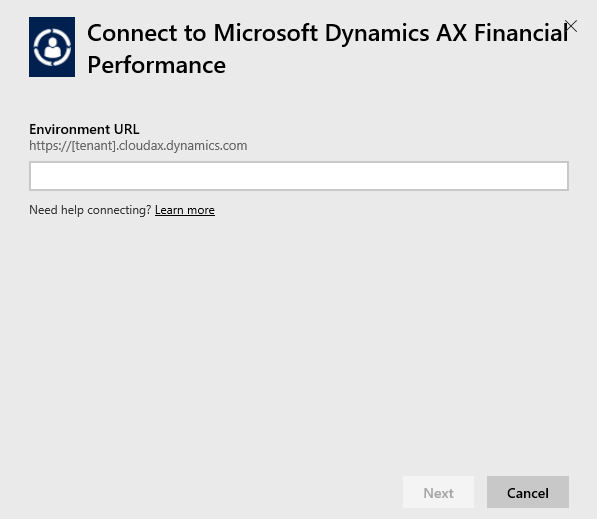 Connect to Microsoft Dynamics AX Financial
Performance
Environment URL
https://[tenant].cloudax.dynamics.com
Need help connecting? Learn more
Next
Cancel